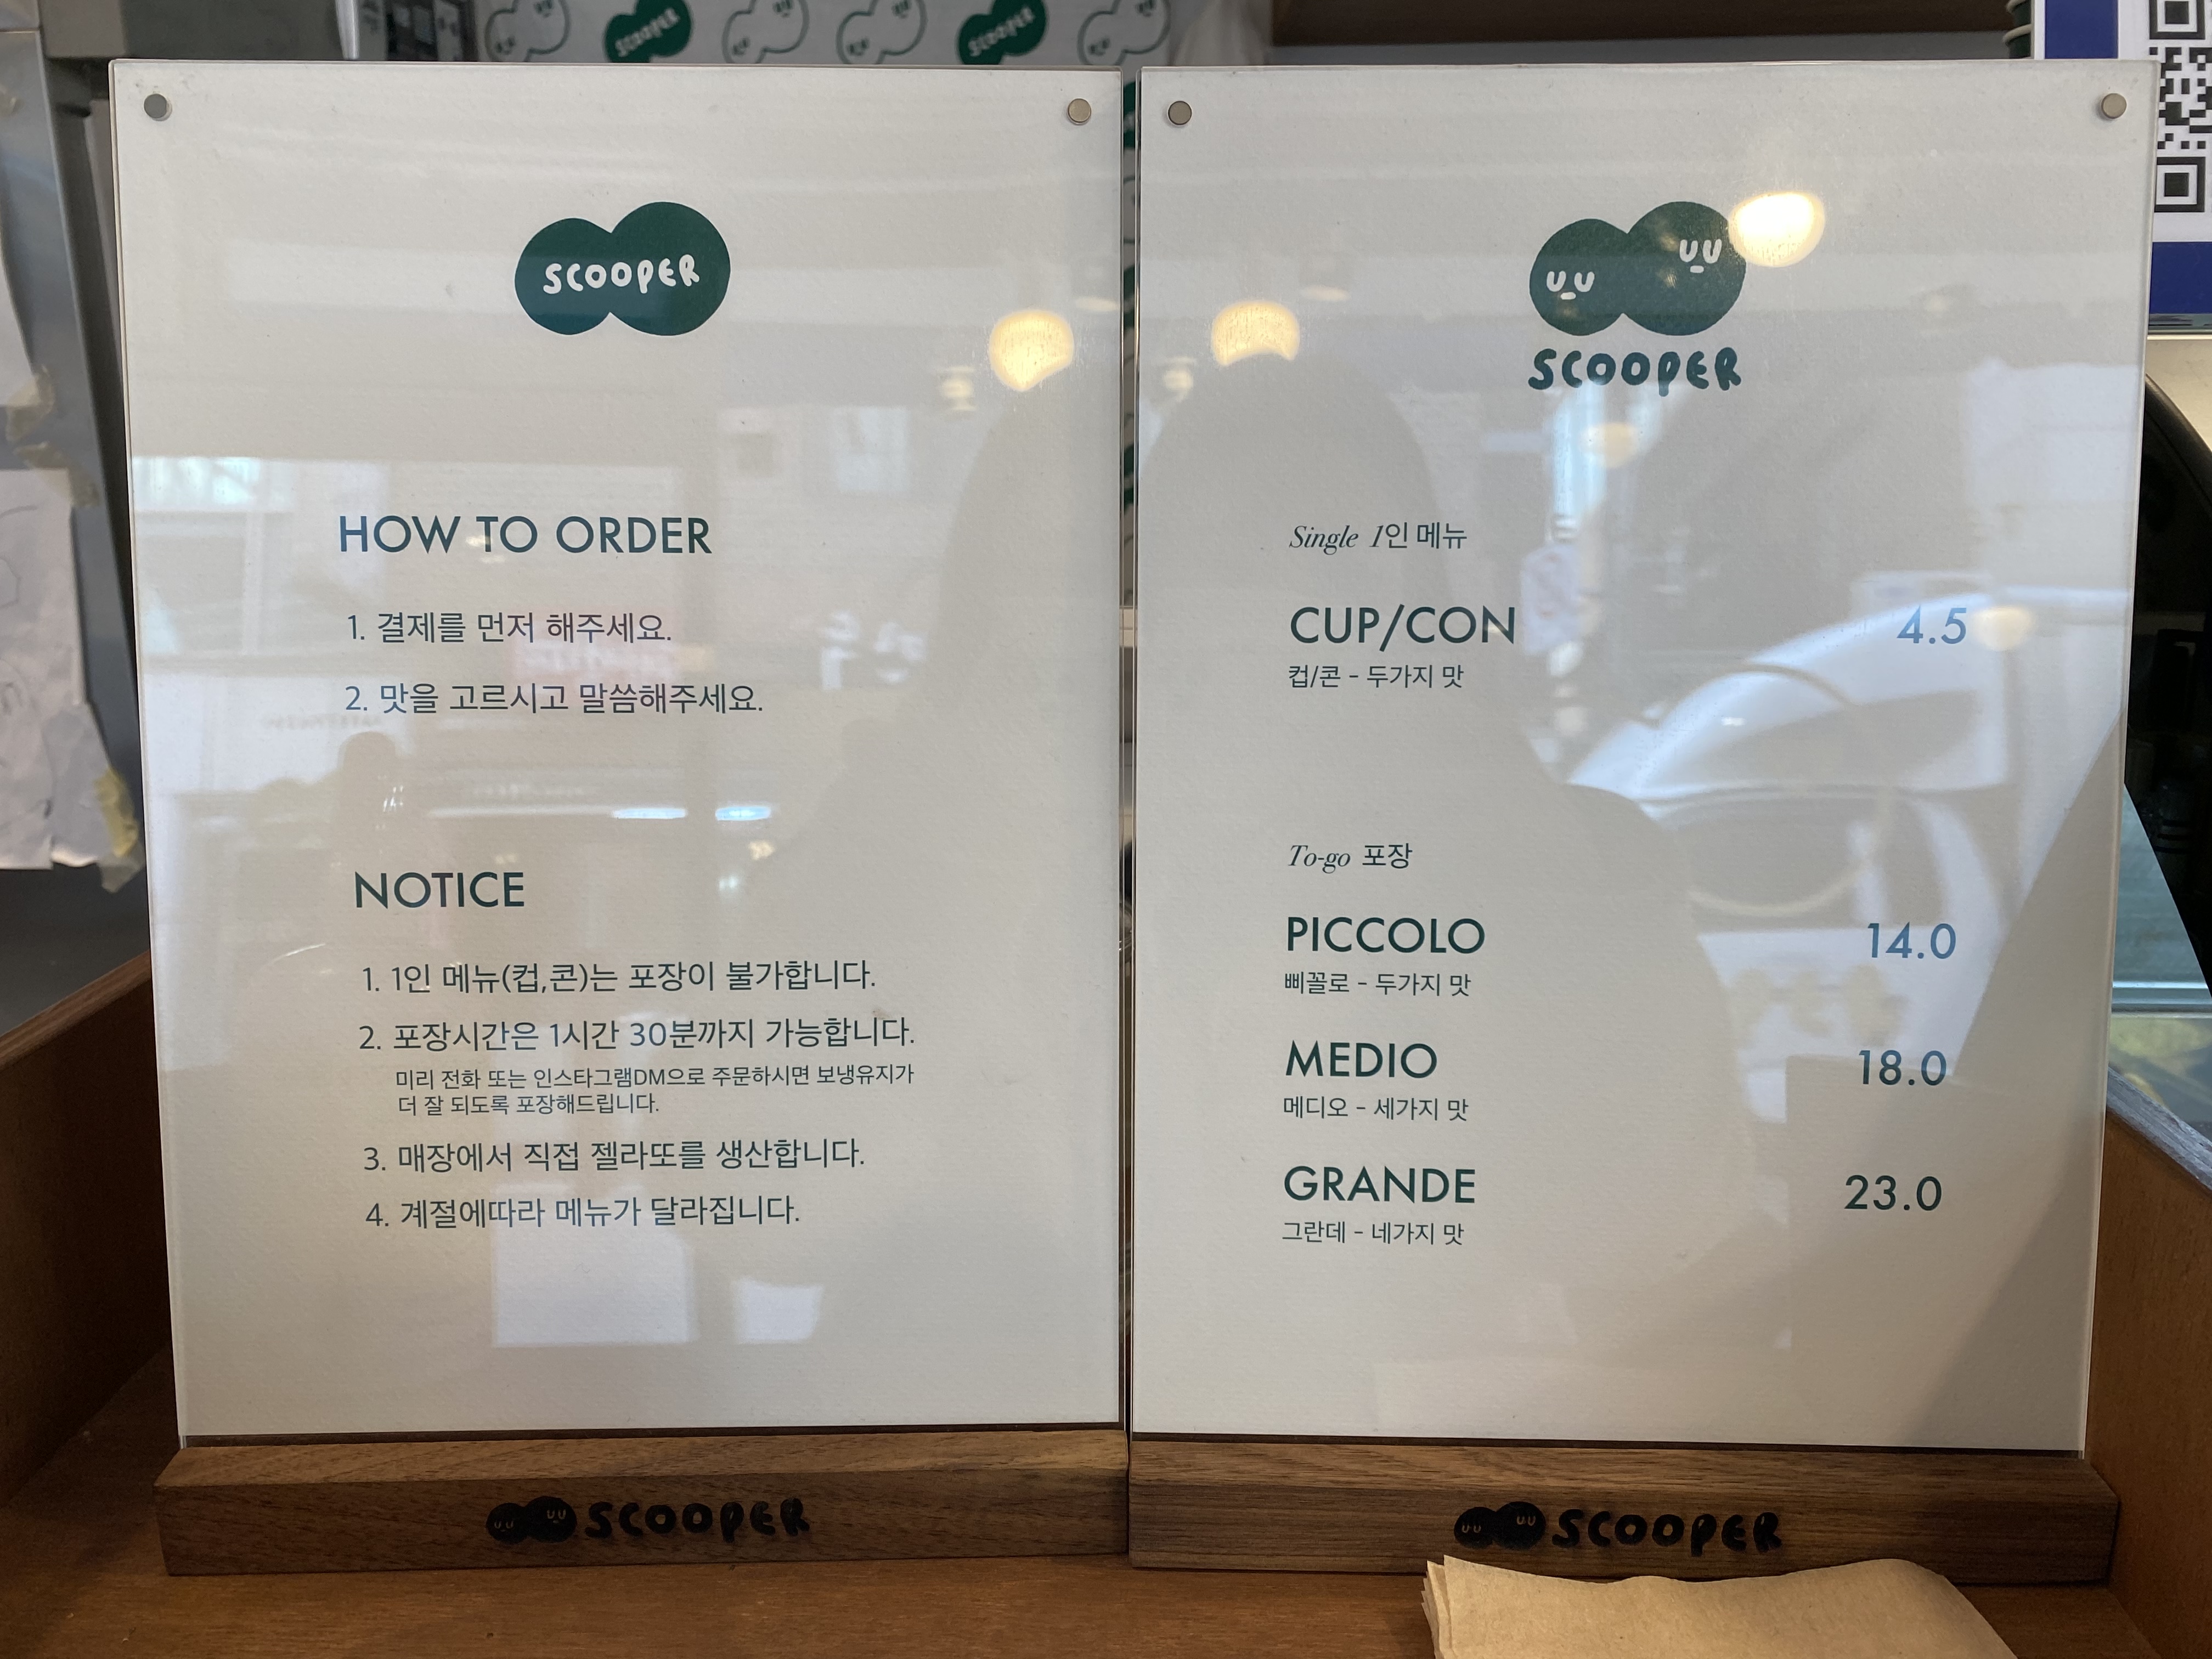 SCOOPER
SCOOPER
SCOOPER
HOW TO ORDER
1. 결제를 먼저 해주세요.
2. 맛을 고르시고 말씀해주세요.
NOTICE
1. 1인 메뉴(컵,콘)는 포장이 불가합니다.
2. 포장시간은 1시간 30분까지 가능합니다.
미리 전화 또는 인스타그램DM으로 주문하시면 보냉유지가
더 잘 되도록 포장해드립니다.
3. 매장에서 직접 젤라또를 생산합니다.
4. 계절에따라 메뉴가 달라집니다.
SCOOPER
SCOOPER
Single 1인 메뉴
CUP/CON 4.5
컵/콘 - 두가지 맛
To-go 포장
PICCOLO 14.0
삐꼴로 - 두가지 맛
MEDIO 18.0
메디오 - 세가지 맛
GRANDE 23.0
그란데 - 네가지 맛
SCOOPER